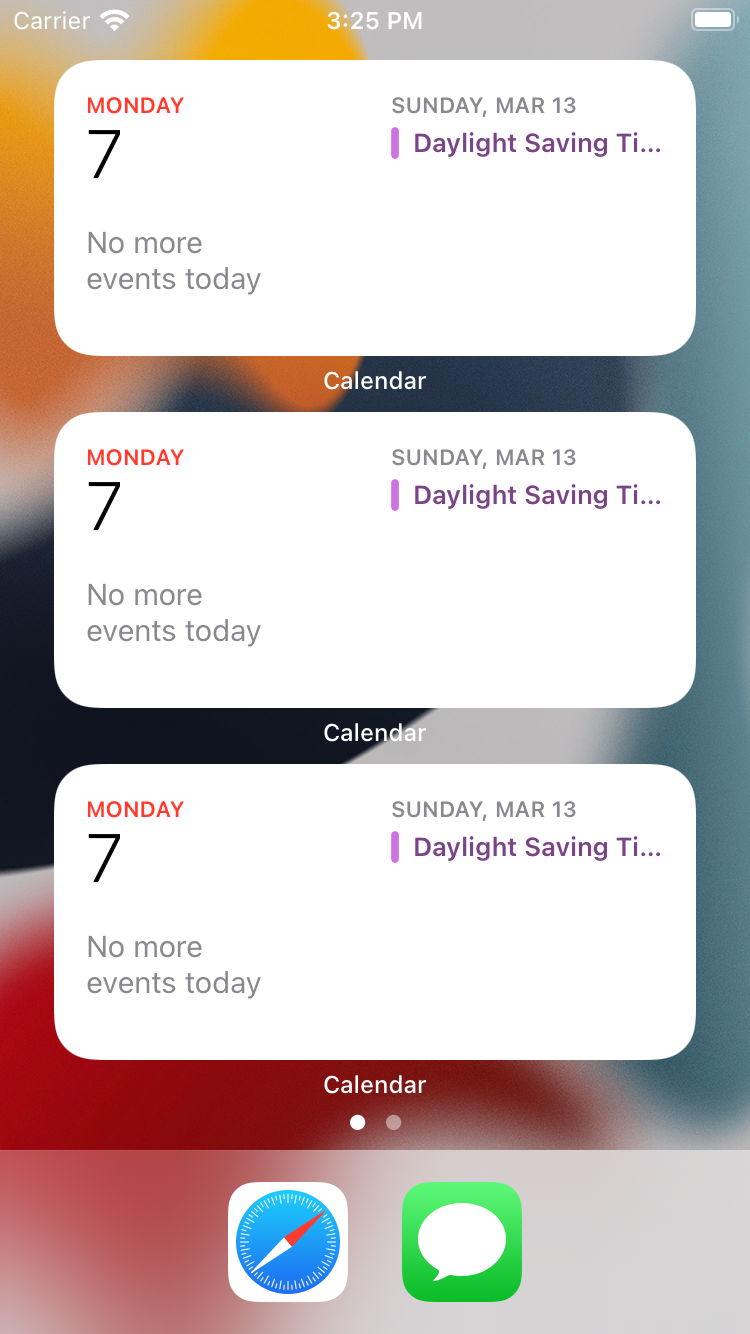 Carrier 3:25 PM
MONDAY
7
No more
events today
SUNDAY, MAR 13
Daylight Saving Ti...
Calendar
MONDAY
7
No more
events today
SUNDAY, MAR 13
Daylight Saving Ti...
Calendar
MONDAY
7
No more
events today
SUNDAY, MAR 13
Daylight Saving Ti...
Calendar